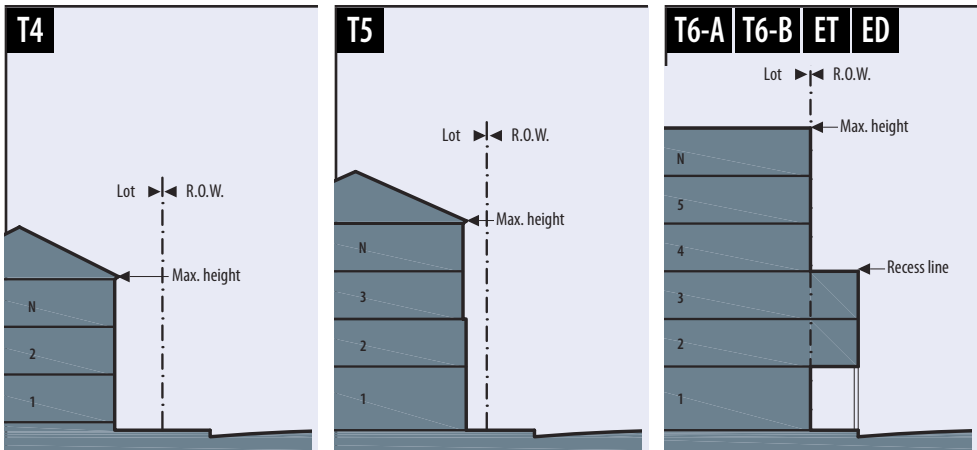 T4
Lot R.O.W.
Max. height
N
2
1
T5
Lot R.O.W.
Max. height
N
3
2
1
T6-A T6-B ET ED
Lot R.O.W.
Max. height
N
5
4
Recess line
3
2
1